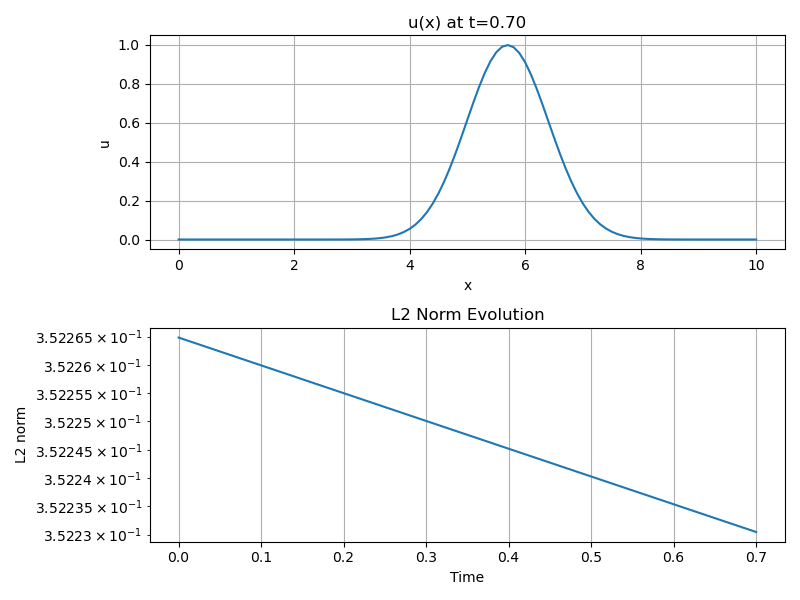 u(x) at t=0.70
1.0
0.8
0.6
0.4
0.2
0.0
u
0 2 4 6 8 10
x
L2 Norm Evolution
3.52265 × 10⁻¹
3.5226 × 10⁻¹
3.52255 × 10⁻¹
3.5225 × 10⁻¹
3.52245 × 10⁻¹
3.5224 × 10⁻¹
3.52235 × 10⁻¹
3.5223 × 10⁻¹
L2 norm
0.0 0.1 0.2 0.3 0.4 0.5 0.6 0.7
Time